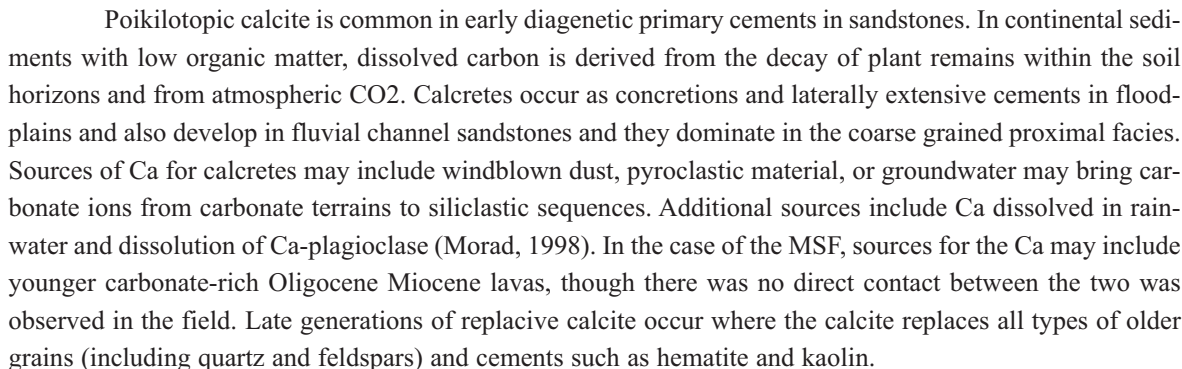 Poikilotopic calcite is common in early diagenetic primary cements in sandstones. In continental sedi-
ments with low organic matter, dissolved carbon is derived from the decay of plant remains within the soil
horizons and from atmospheric CO2. Calcretes occur as concretions and laterally extensive cements in flood-
plains and also develop in fluvial channel sandstones and they dominate in the coarse grained proximal facies.
Sources of Ca for calcretes may include windblown dust, pyroclastic material, or groundwater may bring car-
bonate ions from carbonate terrains to siliclastic sequences. Additional sources include Ca dissolved in rain-
water and dissolution of Ca-plagioclase (Morad, 1998). In the case of the MSF, sources for the Ca may include
younger carbonate-rich Oligocene Miocene lavas, though there was no direct contact between the two was
observed in the field. Late generations of replacive calcite occur where the calcite replaces all types of older
grains (including quartz and feldspars) and cements such as hematite and kaolin.